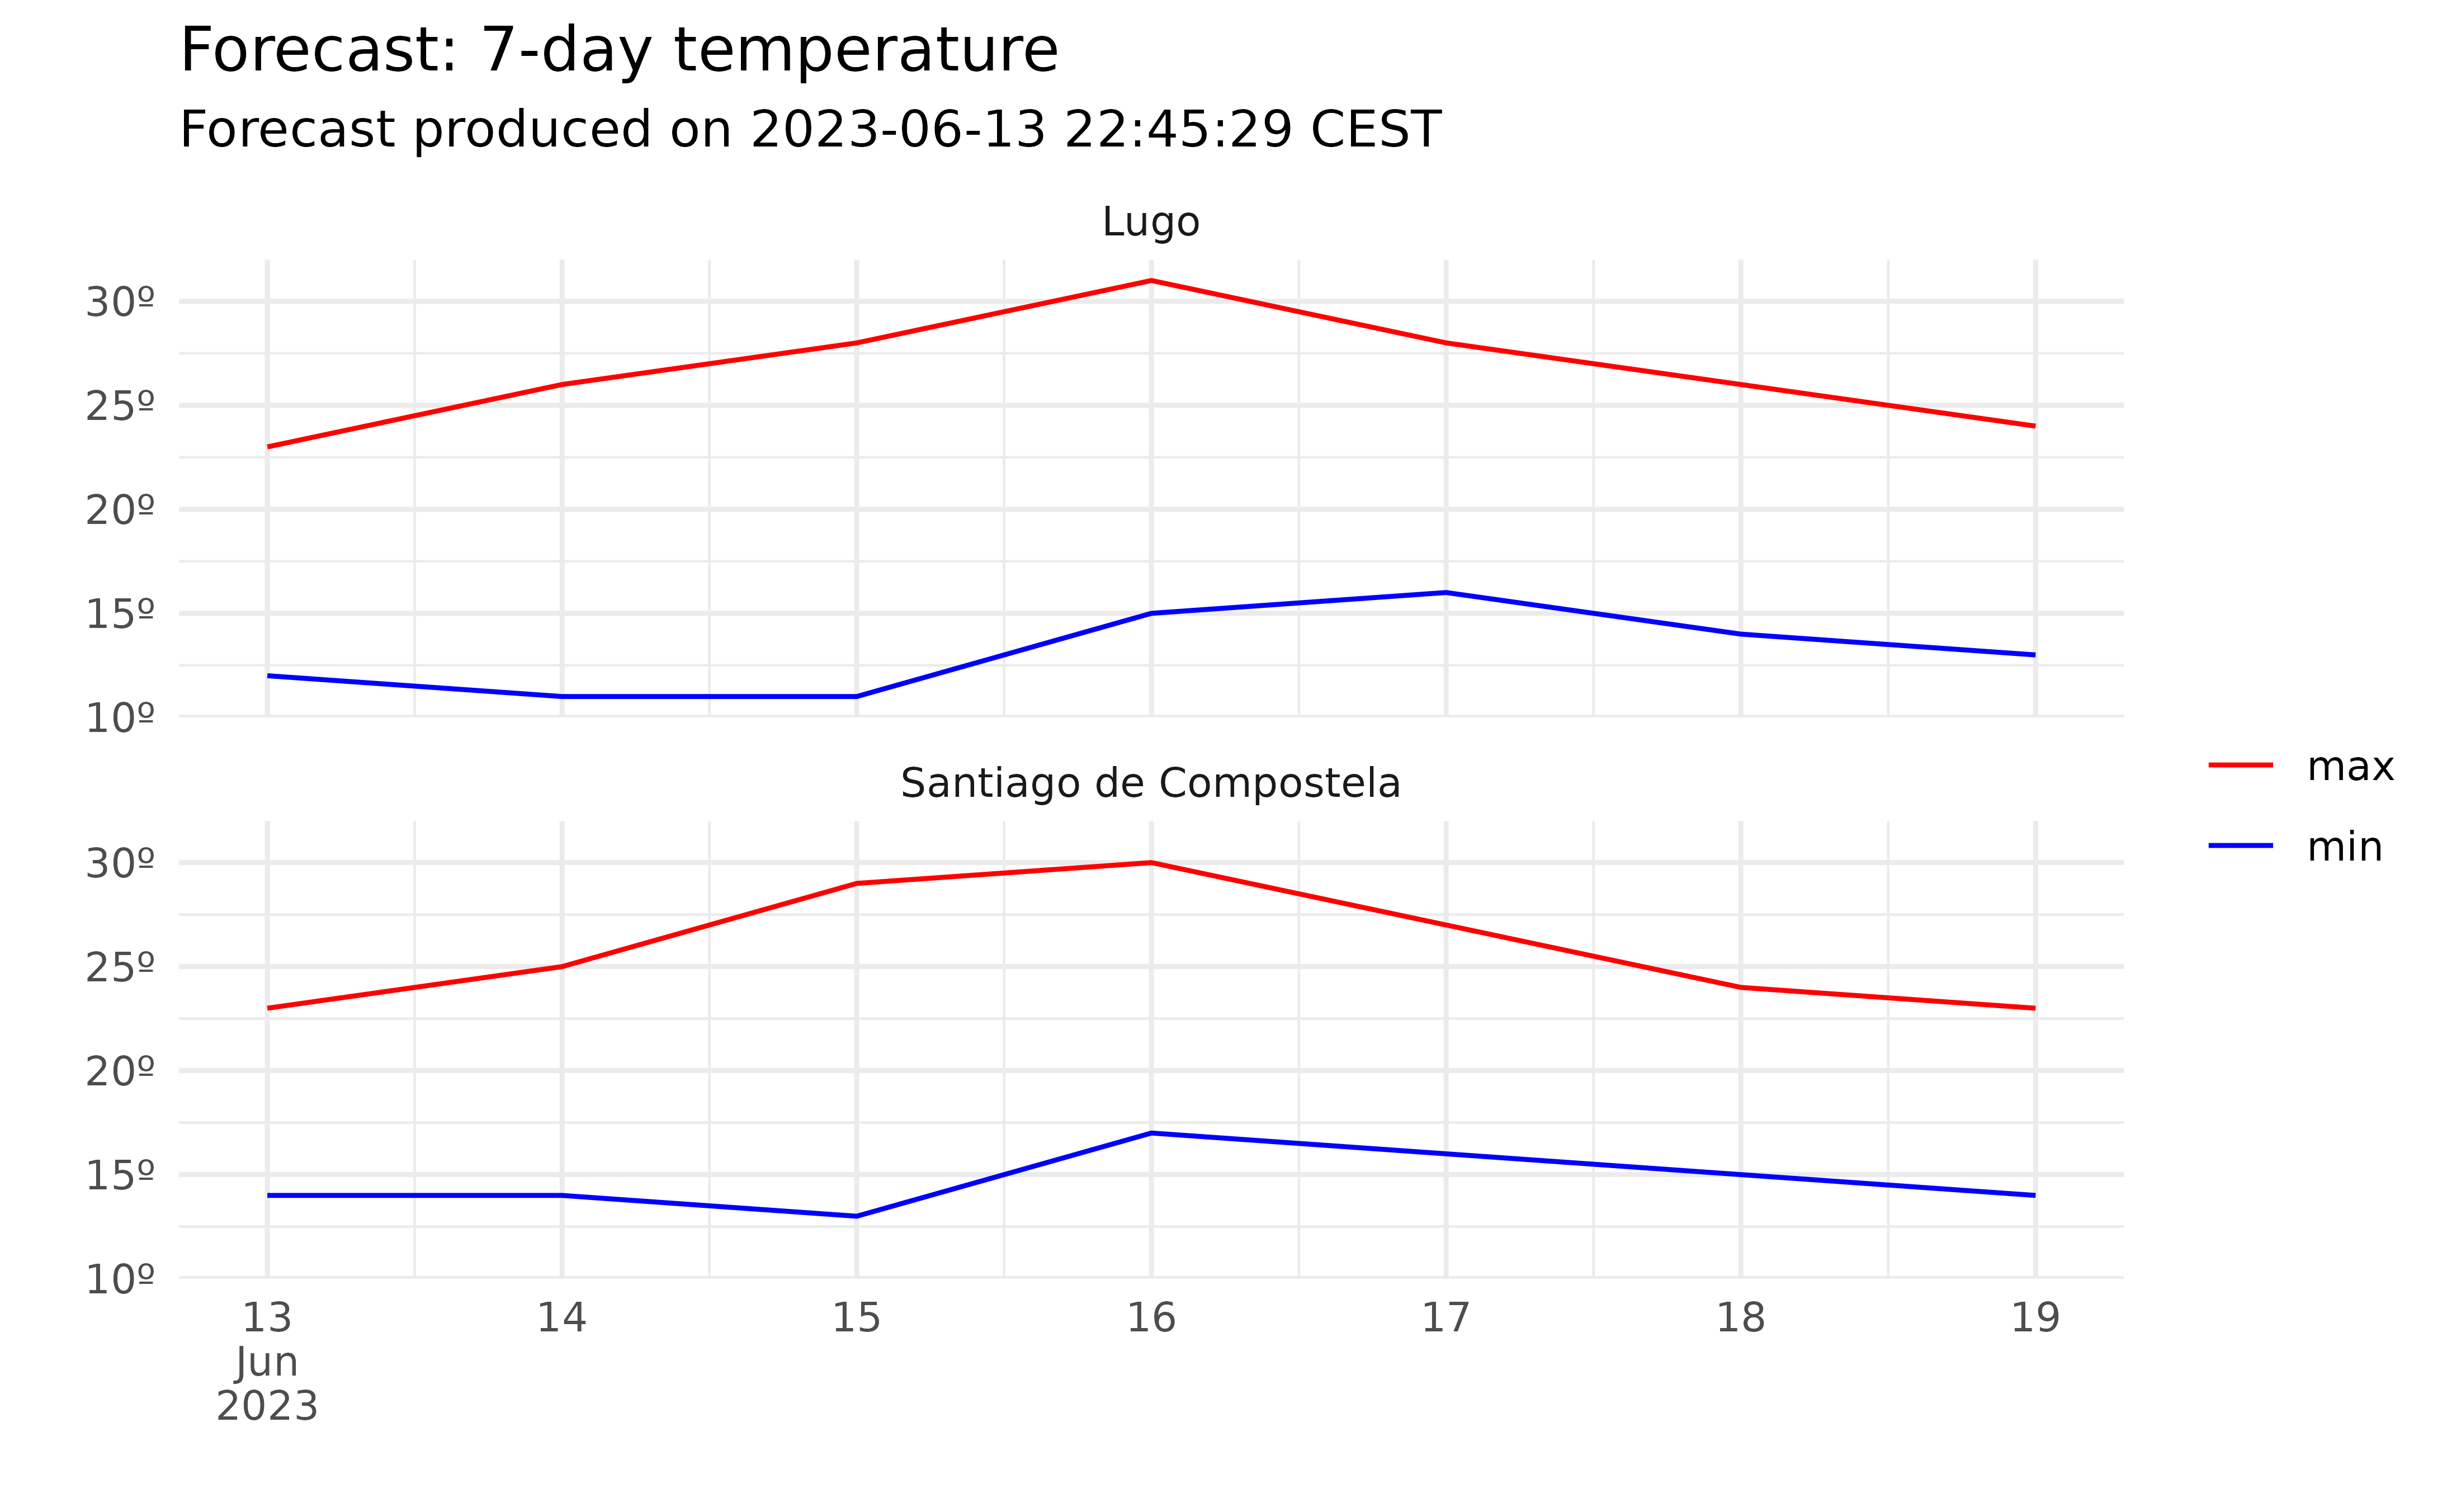 Forecast: 7-day temperature
Forecast produced on 2023-06-13 22:45:29 CEST
Lugo
30º
25º
20º
15º
10º
Santiago de Compostela
30º
25º
20º
15º
10º
13 14 15 16 17 18 19
Jun
2023
max
min